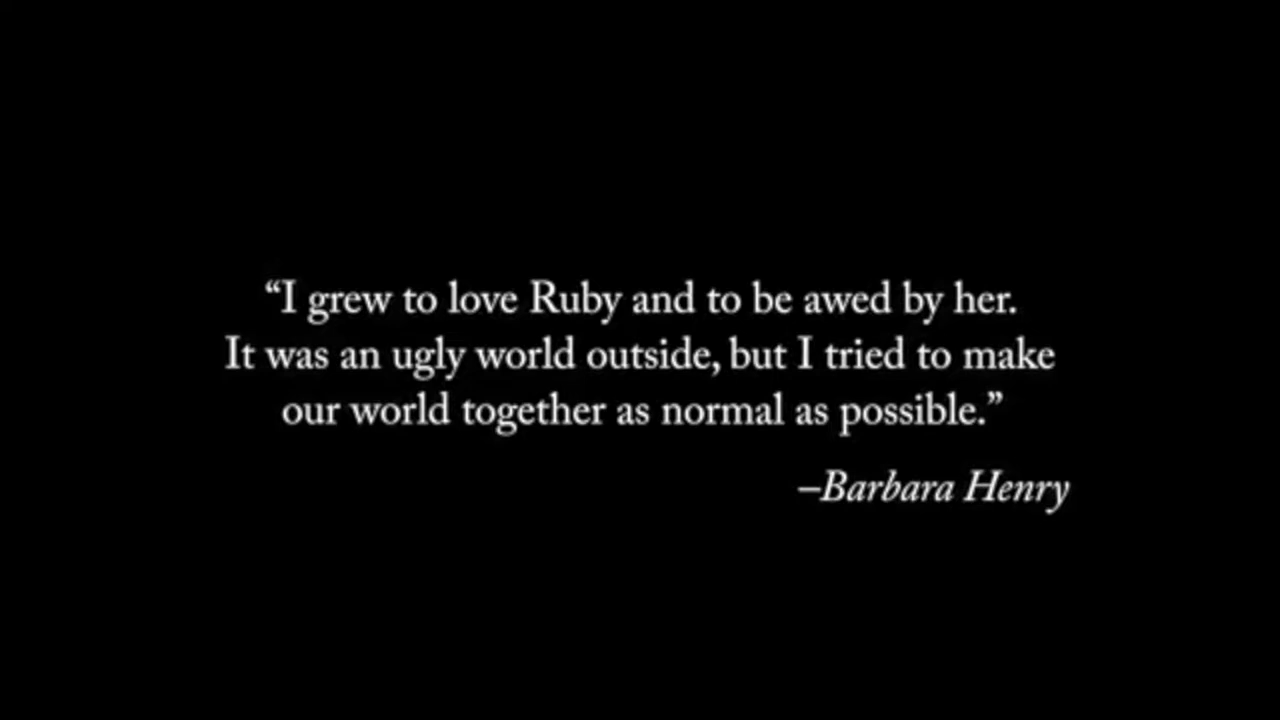 “I grew to love Ruby and to be awed by her.
It was an ugly world outside, but I tried to make
our world together as normal as possible.”
–Barbara Henry